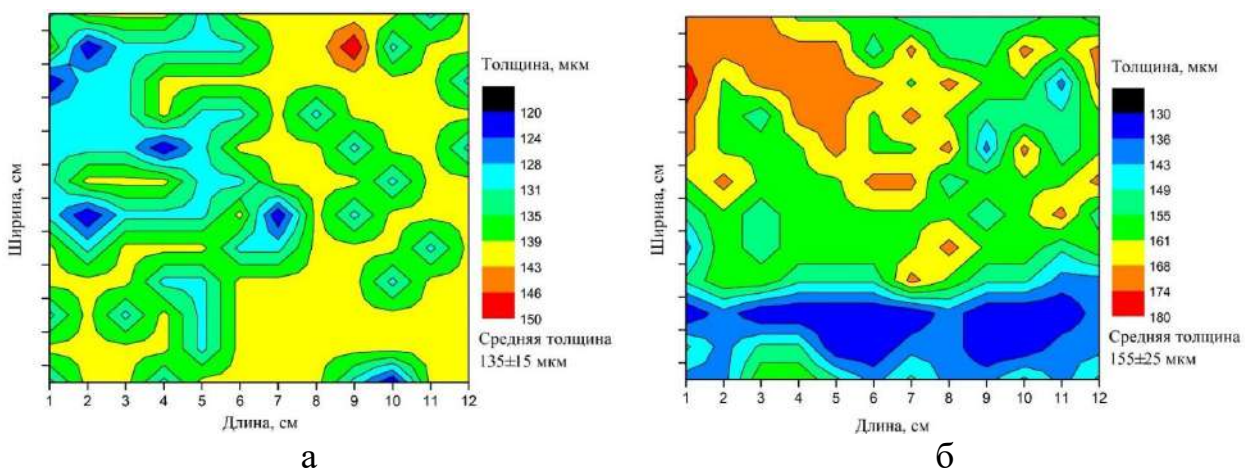 Толщина, мкм
120
124
128
131
135
139
143
146
150
Средняя толщина
135±15 мкм
Ширина, см
1 2 3 4 5 6 7 8 9 10 11 12
Длина, см
а
Толщина, мкм
130
136
143
149
155
161
168
174
180
Средняя толщина
155±25 мкм
Ширина, см
1 2 3 4 5 6 7 8 9 10 11 12
Длина, см
б